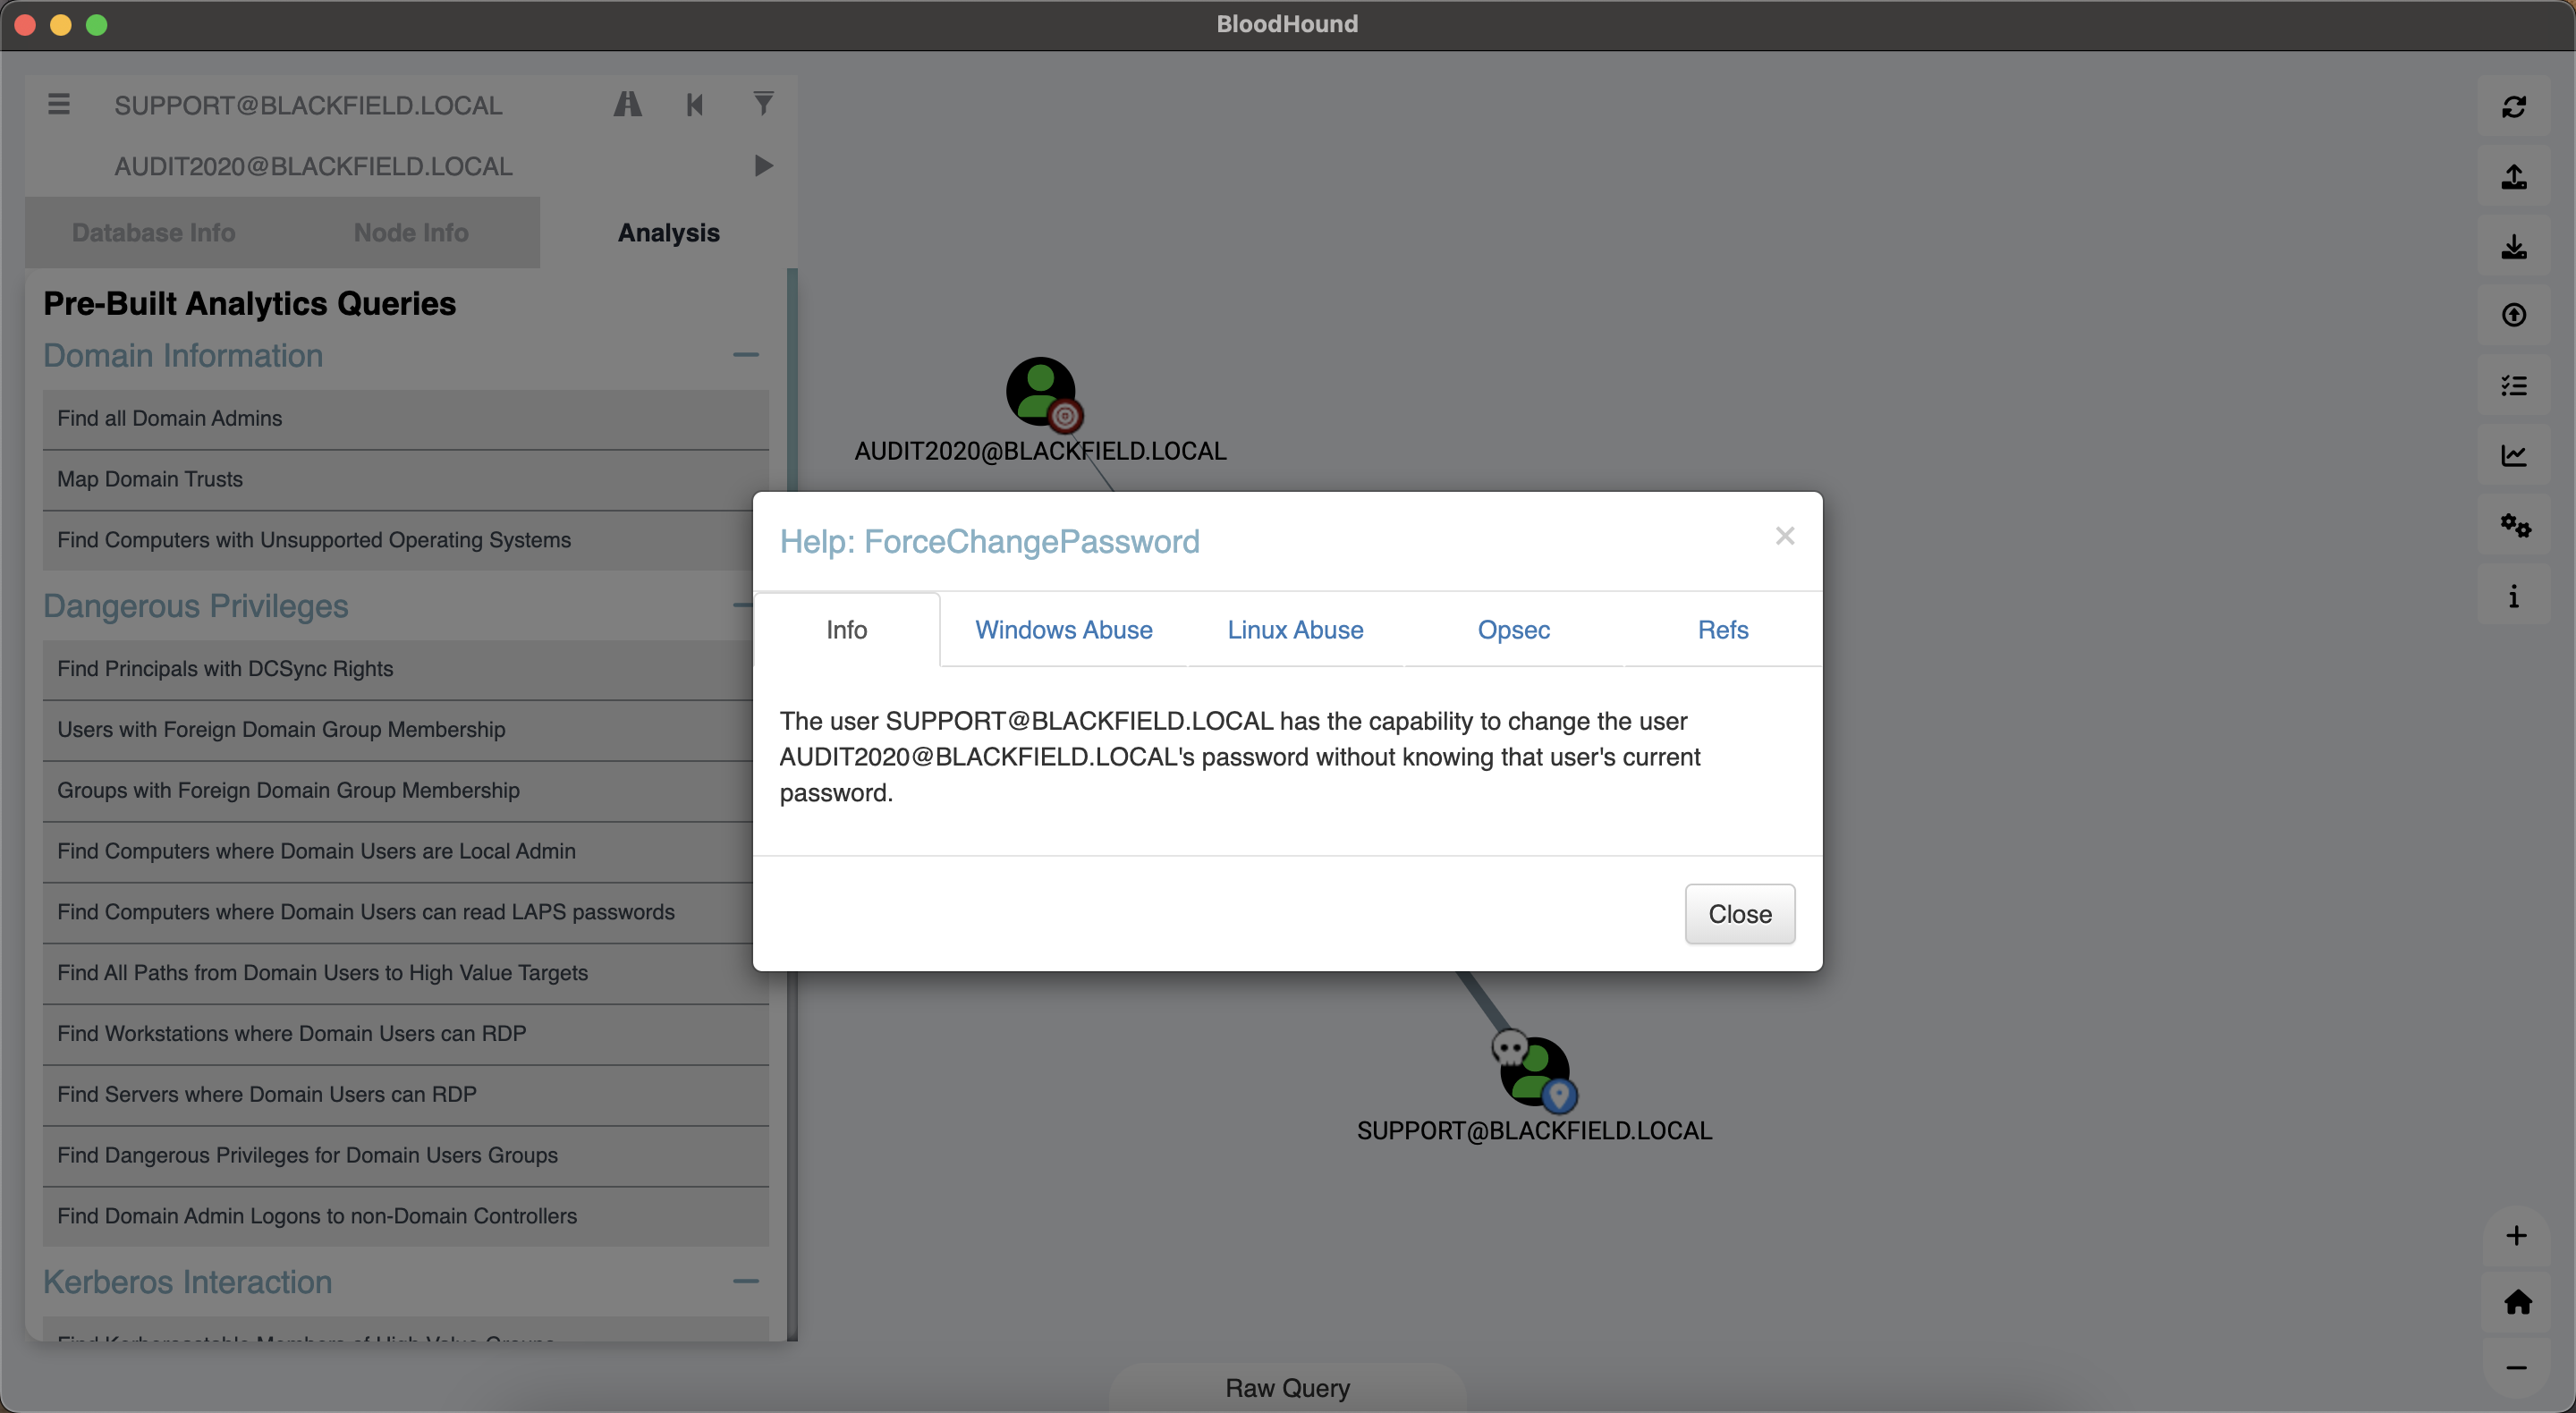 BloodHound
SUPPORT@BLACKFIELD.LOCAL
AUDIT2020@BLACKFIELD.LOCAL
Database Info Node Info Analysis
Pre-Built Analytics Queries
Domain Information
Find all Domain Admins
Map Domain Trusts
Find Computers with Unsupported Operating Systems
Dangerous Privileges
Find Principals with DCSync Rights
Users with Foreign Domain Group Membership
Groups with Foreign Domain Group Membership
Find Computers where Domain Users are Local Admin
Find Computers where Domain Users can read LAPS passwords
Find All Paths from Domain Users to High Value Targets
Find Workstations where Domain Users can RDP
Find Servers where Domain Users can RDP
Find Dangerous Privileges for Domain Users Groups
Find Domain Admin Logons to non-Domain Controllers
Kerberos Interaction
Find Kerberoastable Members of High Value Groups
AUDIT2020@BLACKFIELD.LOCAL
Help: ForceChangePassword
×
Info Windows Abuse Linux Abuse Opsec Refs
The user SUPPORT@BLACKFIELD.LOCAL has the capability to change the user
AUDIT2020@BLACKFIELD.LOCAL's password without knowing that user's current
password.
Close
SUPPORT@BLACKFIELD.LOCAL
Raw Query